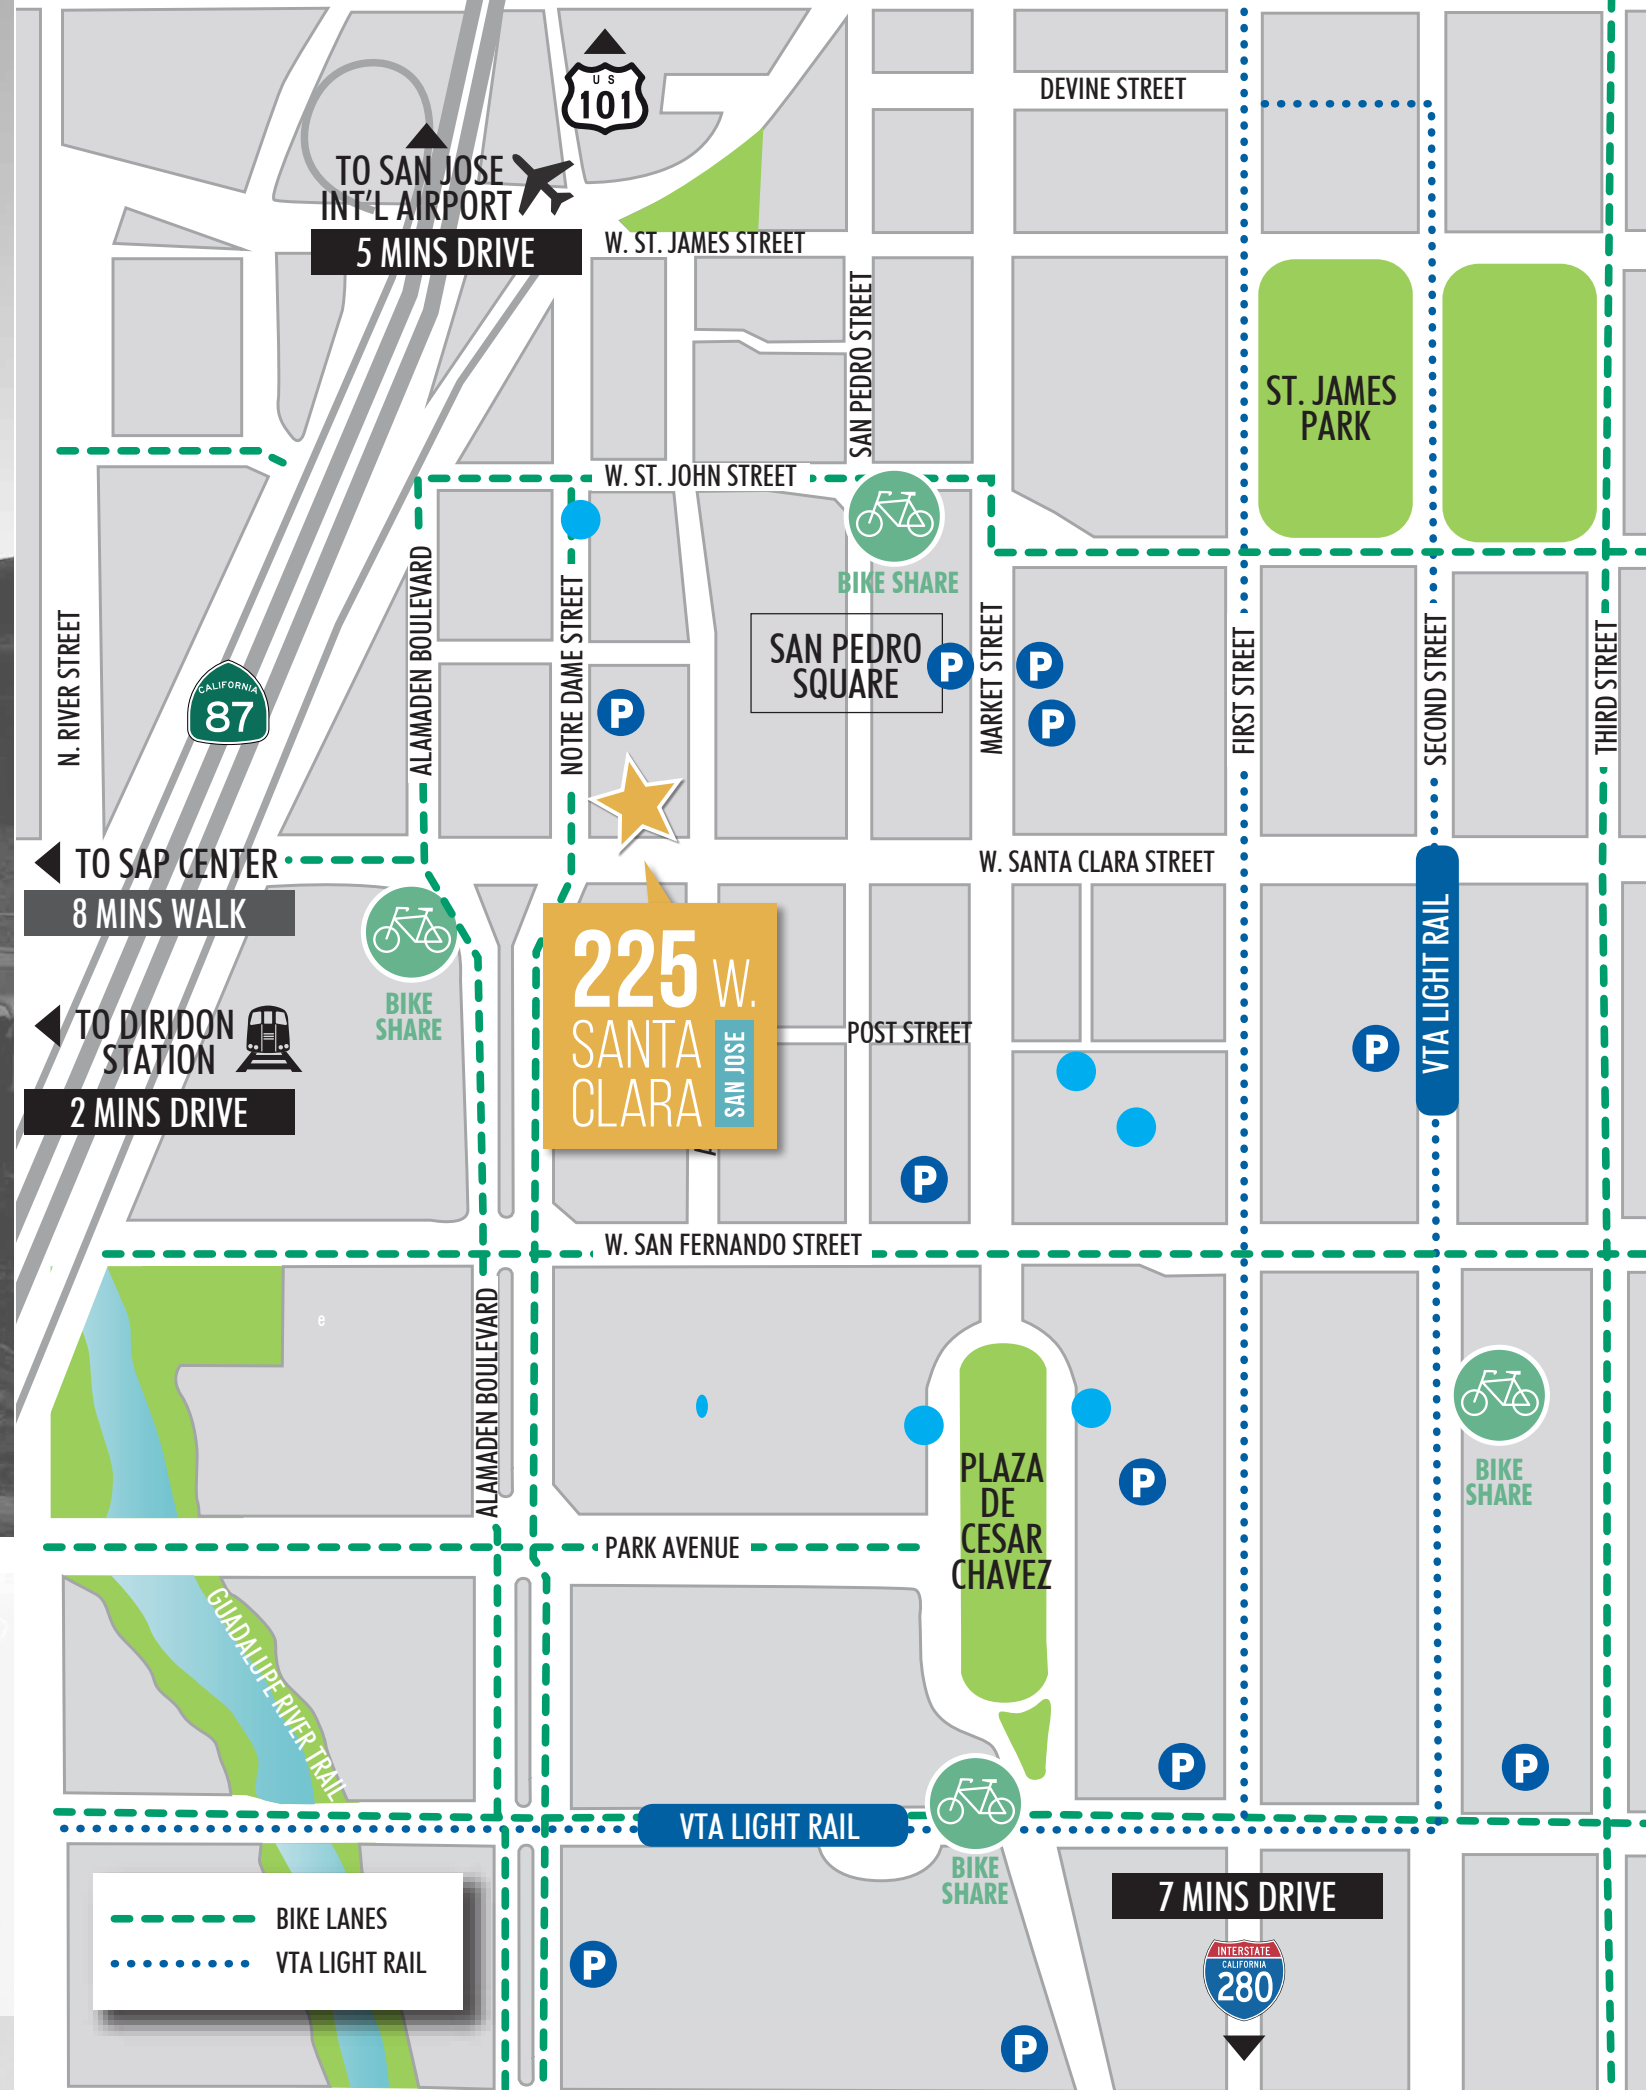 US
101
DEVINE STREET
TO SAN JOSE
INT'L AIRPORT
5 MINS DRIVE
W. ST. JAMES STREET
SAN PEDRO STREET
ST. JAMES
PARK
W. ST. JOHN STREET
BIKE SHARE
N. RIVER STREET
ALAMADEN BOULEVARD
NOTRE DAME STREET
SAN PEDRO
SQUARE
P
MARKET STREET
P
P
P
FIRST STREET
SECOND STREET
THIRD STREET
CALIFORNIA
87
TO SAP CENTER
8 MINS WALK
W. SANTA CLARA STREET
225 W.
SANTA
CLARA
SAN JOSE
BIKE
SHARE
TO DIRIDON
STATION
2 MINS DRIVE
POST STREET
P
VTA LIGHT RAIL
P
W. SAN FERNANDO STREET
e
ALAMADEN BOULEVARD
BIKE
SHARE
PLAZA
DE
CESAR
CHAVEZ
P
PARK AVENUE
GUADALUPE RIVER TRAIL
P
P
VTA LIGHT RAIL
BIKE
SHARE
7 MINS DRIVE
BIKE LANES
VTA LIGHT RAIL
P
INTERSTATE
CALIFORNIA
280
P